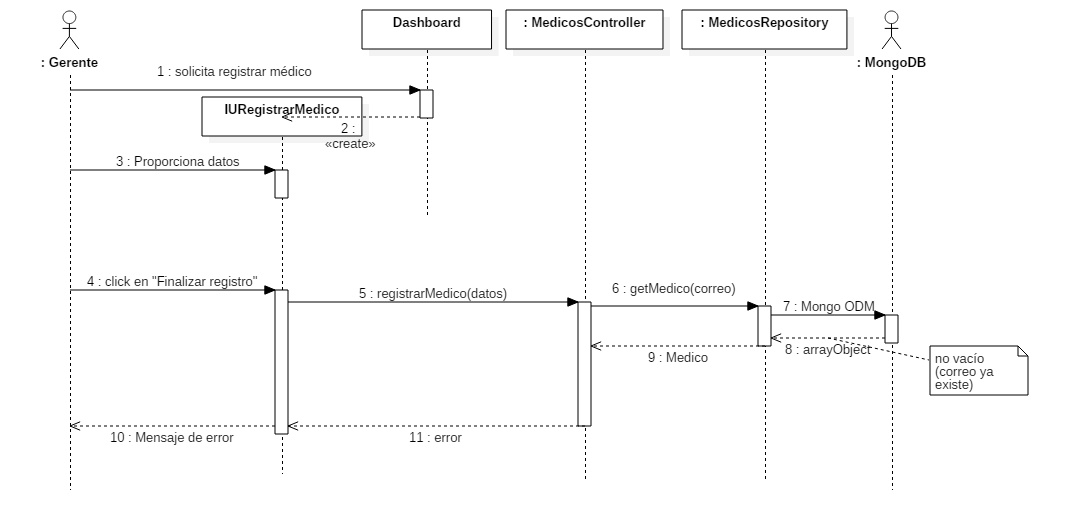 Dashboard
: MedicosController
: MedicosRepository
: Gerente
: MongoDB
1 : solicita registrar médico
IURegistrarMedico
2 :
«create»
3 : Proporciona datos
4 : click en "Finalizar registro"
5 : registrarMedico(datos)
6 : getMedico(correo)
7 : Mongo ODM
8 : arrayObject
9 : Medico
no vacío
(correo ya
existe)
10 : Mensaje de error
11 : error